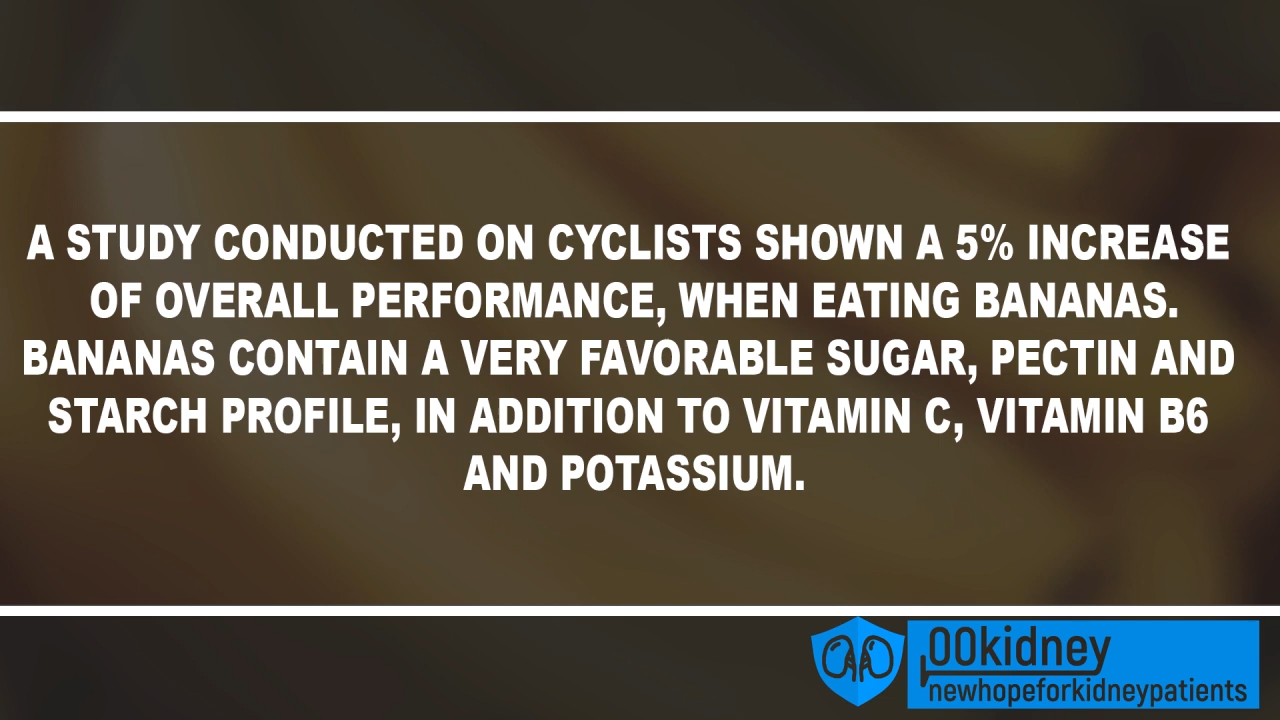 A STUDY CONDUCTED ON CYCLISTS SHOWN A 5% INCREASE
OF OVERALL PERFORMANCE, WHEN EATING BANANAS.
BANANAS CONTAIN A VERY FAVORABLE SUGAR, PECTIN AND
STARCH PROFILE, IN ADDITION TO VITAMIN C, VITAMIN B6
AND POTASSIUM.
00kidney
newhopeforkidneypatients